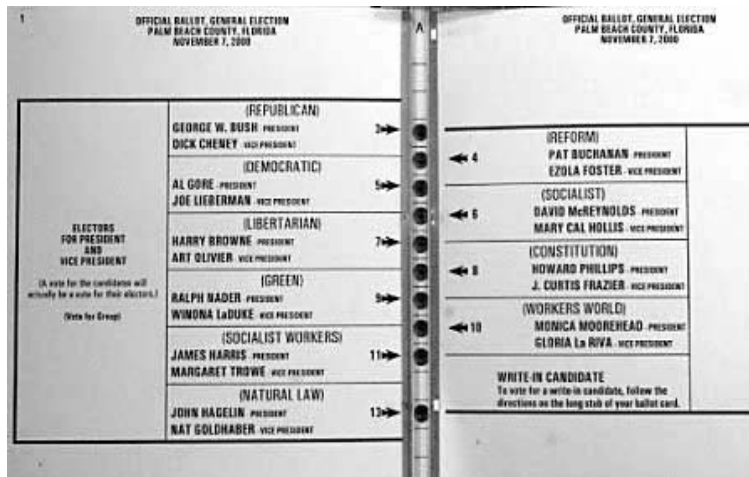 1
OFFICIAL BALLOT, GENERAL ELECTION
PALM BEACH COUNTY, FLORIDA
NOVEMBER 7, 2000
ELECTORS
FOR PRESIDENT
AND
VICE PRESIDENT
(A vote for the candidates will
actually be a vote for their electors.)
(Vote for Group)
(REPUBLICAN)
GEORGE W. BUSH - PRESIDENT
DICK CHENEY - VICE PRESIDENT
3
(DEMOCRATIC)
AL GORE - PRESIDENT
JOE LIEBERMAN - VICE PRESIDENT
5
(LIBERTARIAN)
HARRY BROWNE - PRESIDENT
ART OLIVIER - VICE PRESIDENT
7
(GREEN)
RALPH NADER - PRESIDENT
WINONA LaDUKE - VICE PRESIDENT
9
(SOCIALIST WORKERS)
JAMES HARRIS - PRESIDENT
MARGARET TROWE - VICE PRESIDENT
11
(NATURAL LAW)
JOHN HAGELIN - PRESIDENT
NAT GOLDHABER - VICE PRESIDENT
13
A
OFFICIAL BALLOT, GENERAL ELECTION
PALM BEACH COUNTY, FLORIDA
NOVEMBER 7, 2000
(REFORM)
4
PAT BUCHANAN - PRESIDENT
EZOLA FOSTER - VICE PRESIDENT
(SOCIALIST)
6
DAVID McREYNOLDS - PRESIDENT
MARY CAL HOLLIS - VICE PRESIDENT
(CONSTITUTION)
8
HOWARD PHILLIPS - PRESIDENT
J. CURTIS FRAZIER - VICE PRESIDENT
(WORKERS WORLD)
10
MONICA MOOREHEAD - PRESIDENT
GLORIA La RIVA - VICE PRESIDENT
WRITE-IN CANDIDATE
To vote for a write-in candidate, follow the
directions on the long stub of your ballot card.